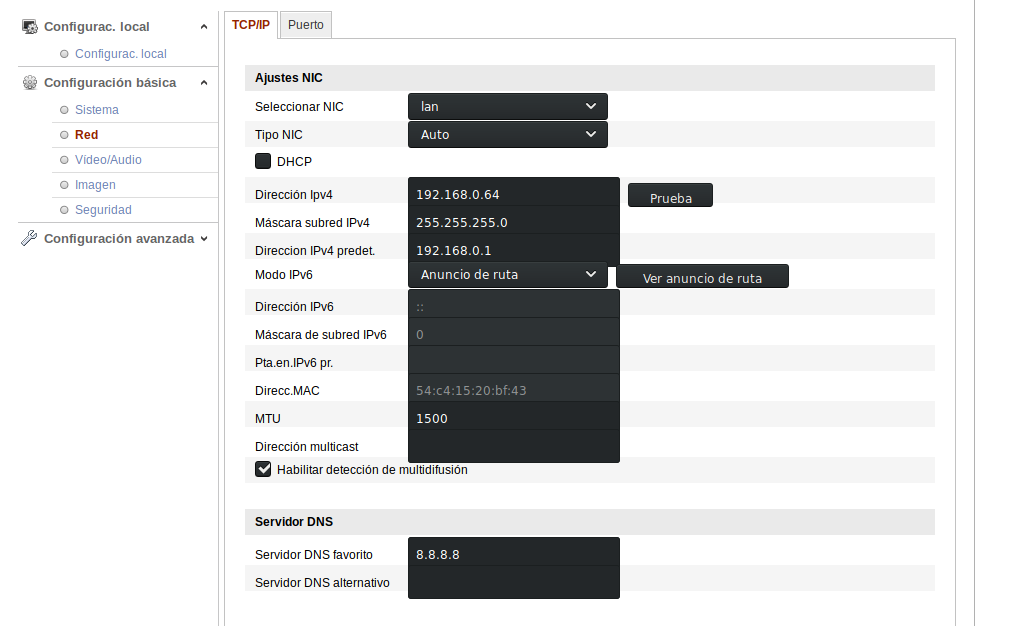 Configurac. local
Configurac. local
Configuración básica
Sistema
Red
Vídeo/Audio
Imagen
Seguridad
Configuración avanzada
TCP/IP Puerto
Ajustes NIC
Seleccionar NIC lan
Tipo NIC Auto
DHCP
Dirección Ipv4 192.168.0.64 Prueba
Máscara subred IPv4 255.255.255.0
Direccion IPv4 predet. 192.168.0.1
Modo IPv6 Anuncio de ruta Ver anuncio de ruta
Dirección IPv6 ::
Máscara de subred IPv6 0
Pta.en.IPv6 pr.
Direcc.MAC 54:c4:15:20:bf:43
MTU 1500
Dirección multicast
Habilitar detección de multidifusión
Servidor DNS
Servidor DNS favorito 8.8.8.8
Servidor DNS alternativo